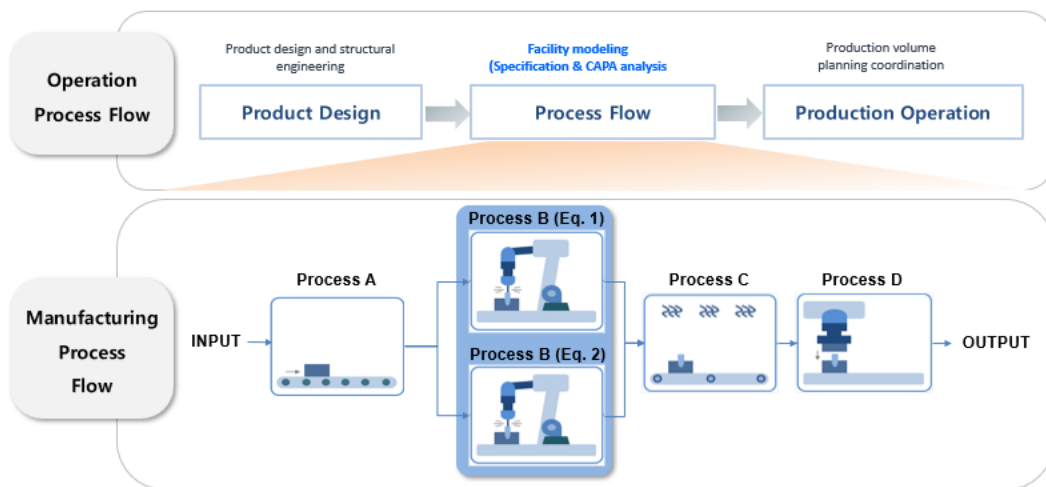 Operation
Process Flow
Product design and structural
engineering
Product Design
Facility modeling
(Specification & CAPA analysis
Process Flow
Production volume
planning coordination
Production Operation
Manufacturing
Process
Flow
INPUT
Process A
Process B (Eq. 1)
Process B (Eq. 2)
Process C
Process D
OUTPUT